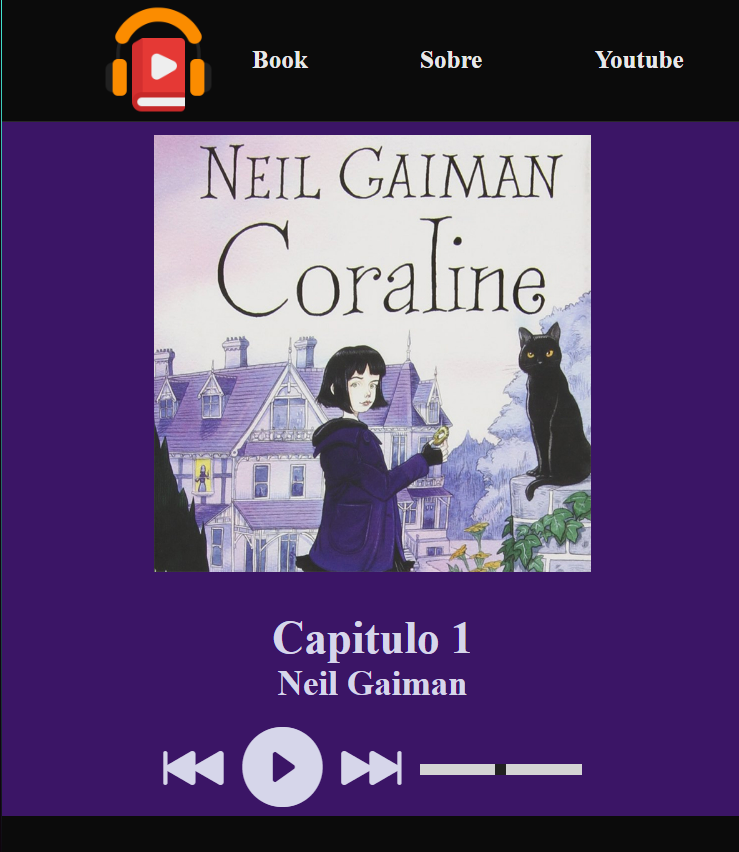 Book Sobre Youtube
NEIL GAIMAN
Coraline
Capitulo 1
Neil Gaiman